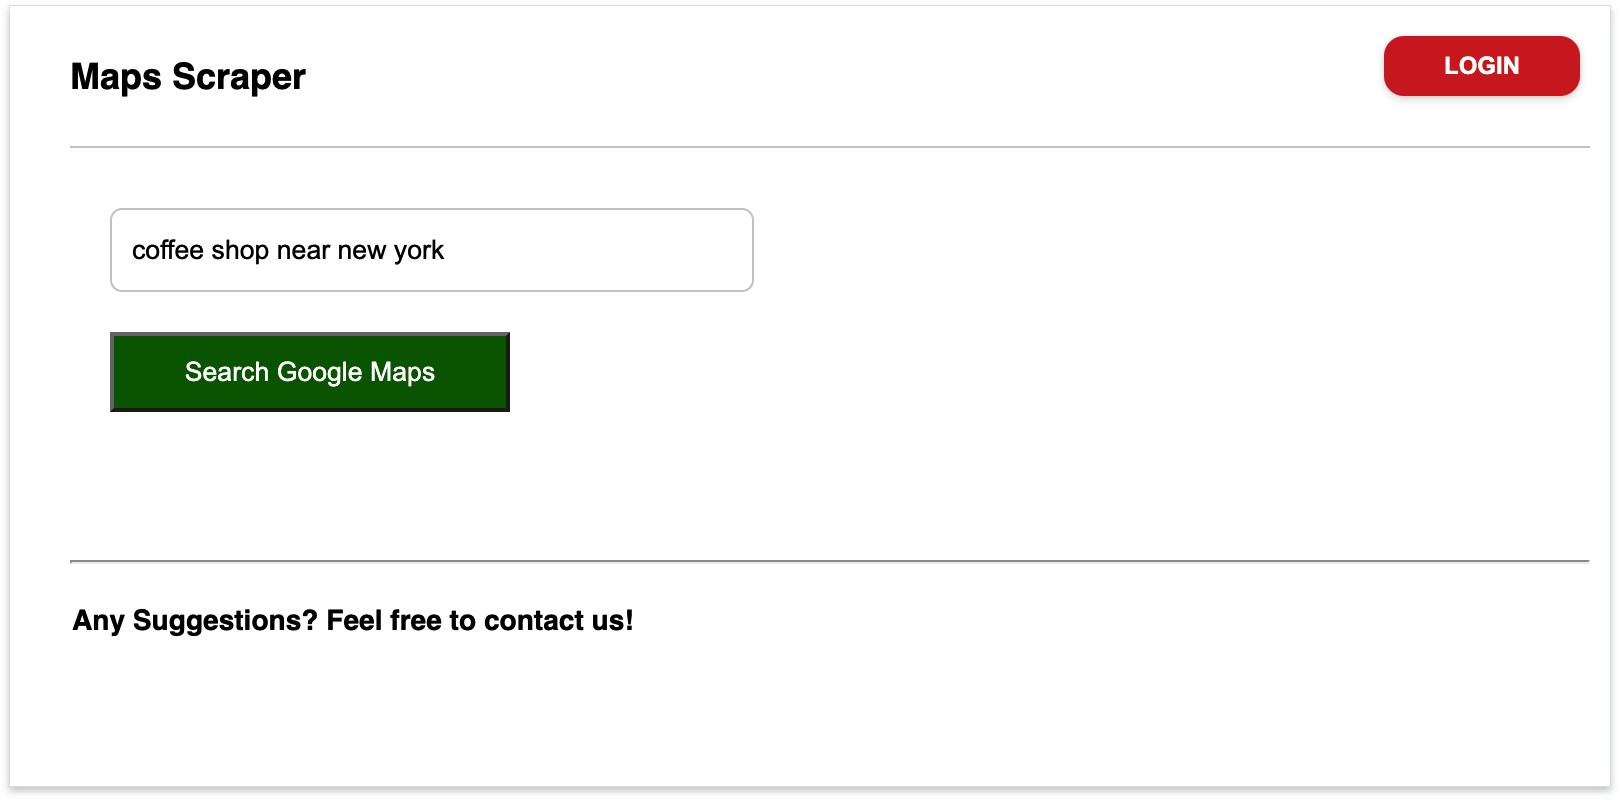 Maps Scraper
LOGIN
coffee shop near new york
Search Google Maps
Any Suggestions? Feel free to contact us!